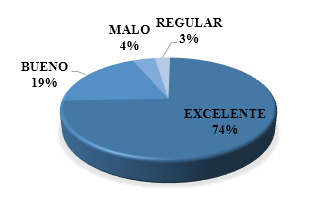 REGULAR
3%
MALO
4%
BUENO
19%
EXCELENTE
74%